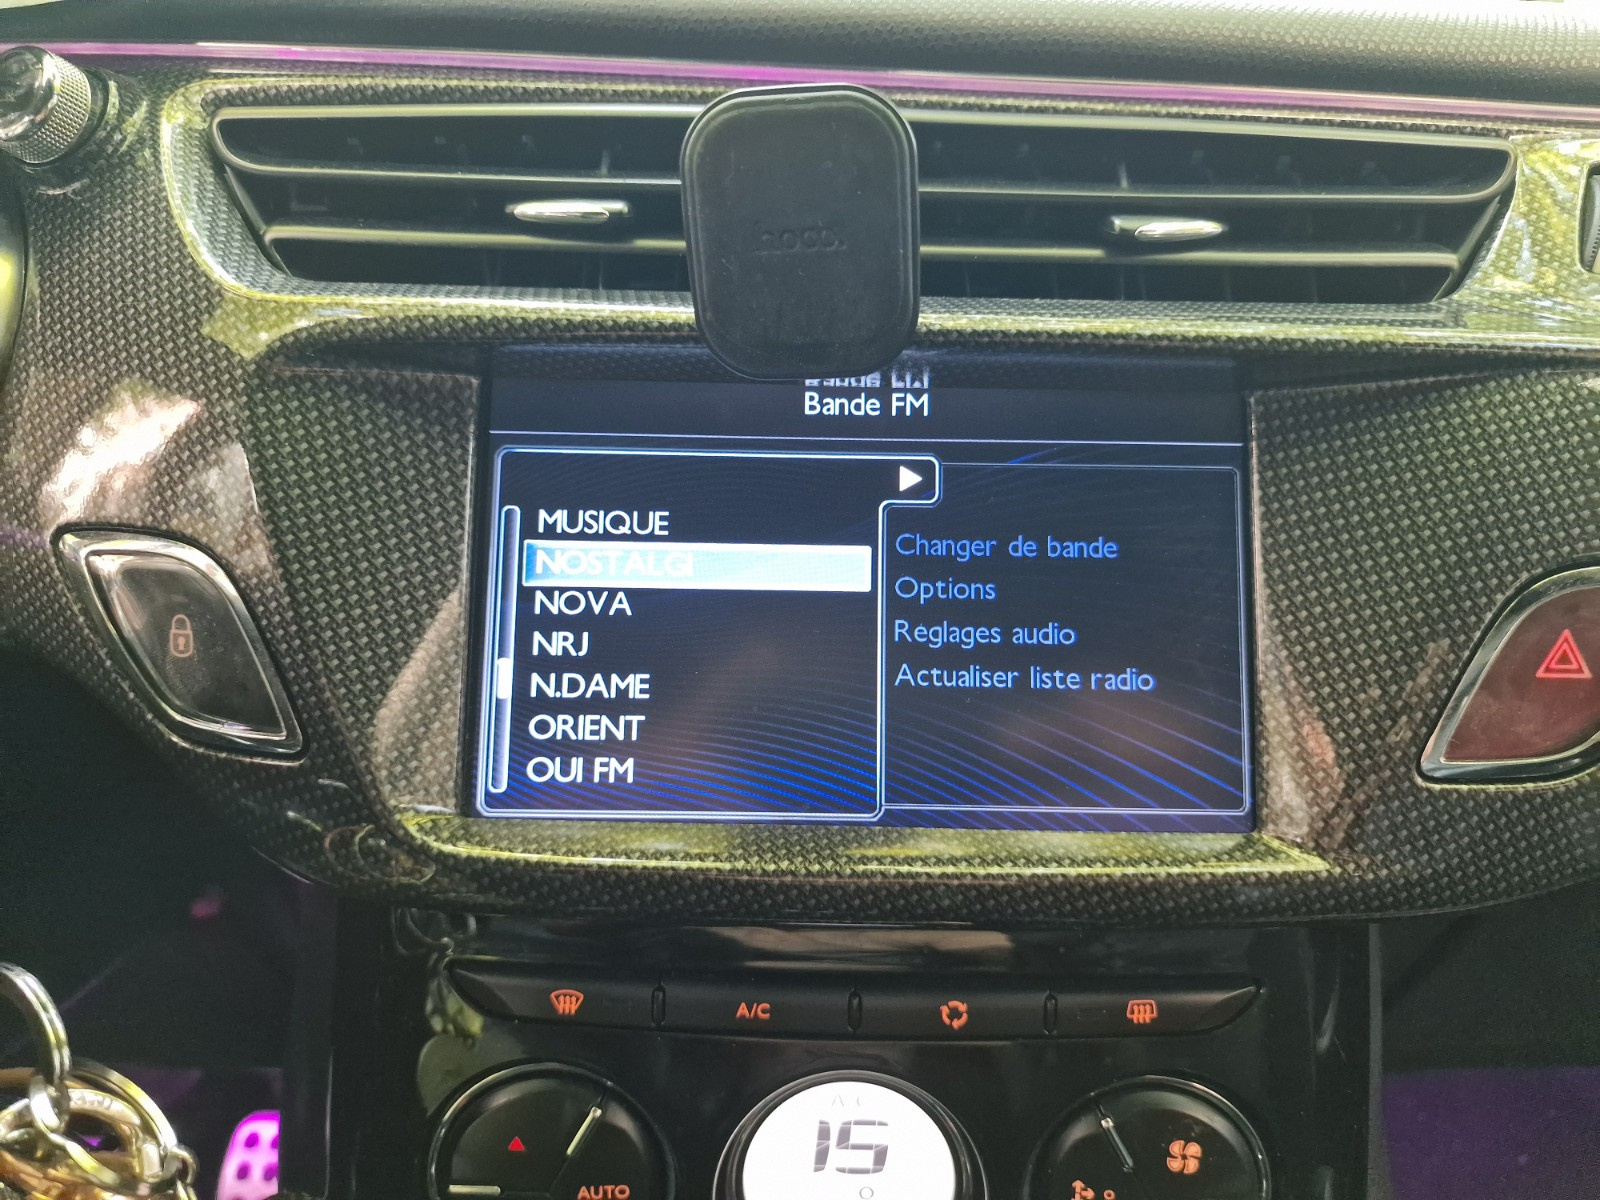 Bande FM
MUSIQUE
NOSTALGI
NOVA
NRJ
N.DAME
ORIENT
OUI FM
Changer de bande
Options
Réglages audio
Actualiser liste radio
A/C
A/C
15
AUTO